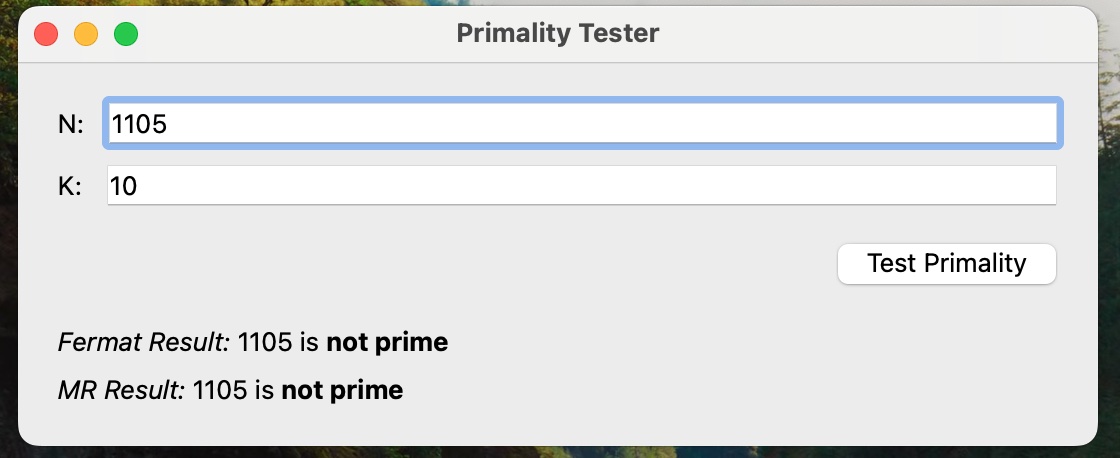 Primality Tester
N: 1105
K: 10
Test Primality
Fermat Result: 1105 is not prime
MR Result: 1105 is not prime